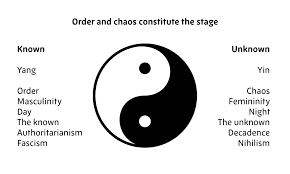 Order and chaos constitute the stage
Known
Unknown
Yang
Yin
Order
Chaos
Masculinity
Femininity
Day
Night
The known
The unknown
Authoritarianism
Decadence
Fascism
Nihilism